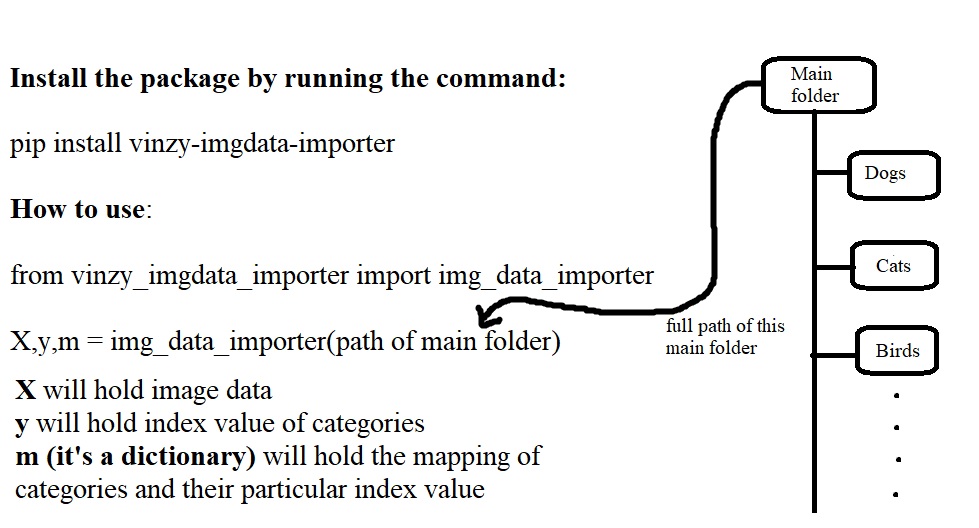 Install the package by running the command:
pip install vinzy-imgdata-importer
How to use:
from vinzy_imgdata_importer import img_data_importer
X,y,m = img_data_importer(path of main folder)
X will hold image data
y will hold index value of categories
m (it's a dictionary) will hold the mapping of
categories and their particular index value
full path of this
main folder
Main
folder
Dogs
Cats
Birds